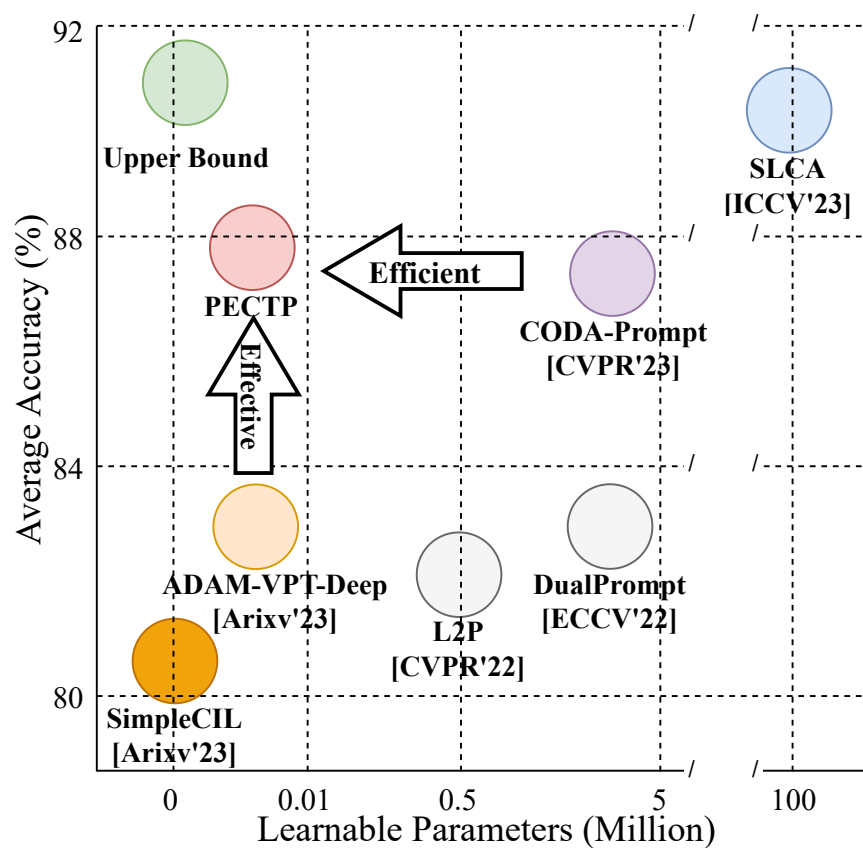 92
/ /
Upper Bound
SLCA
[ICCV'23]
88
/ /
Efficient
PECTP
CODA-Prompt
[CVPR'23]
Effective
Average Accuracy (%)
84
/ /
ADAM-VPT-Deep
[Arixv'23]
DualPrompt
[ECCV'22]
L2P
[CVPR'22]
80
/ /
SimpleCIL
[Arixv'23]
/ /
0 0.01 0.5 5 100
Learnable Parameters (Million)